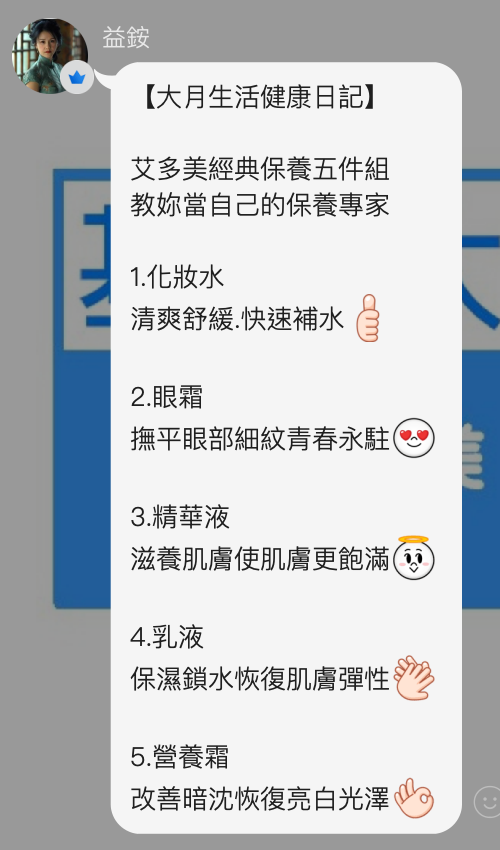 益銨
【大月生活健康日記】
艾多美經典保養五件組
教妳當自己的保養專家
1.化妝水
清爽舒緩.快速補水
2.眼霜
撫平眼部細紋青春永駐
3.精華液
滋養肌膚使肌膚更飽滿
4.乳液
保濕鎖水恢復肌膚彈性
5.營養霜
改善暗沈恢復亮白光澤